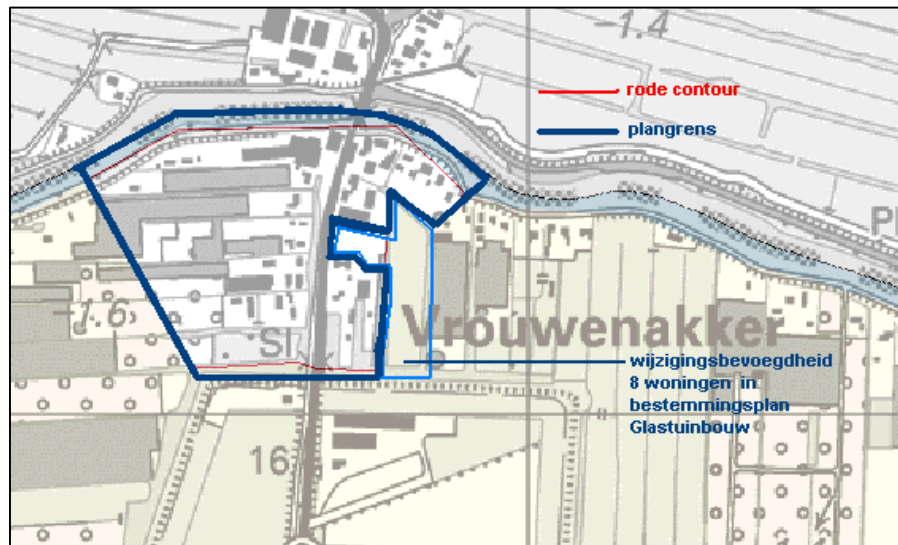 -1.4
rode contour
plangrens
Pl
-1.6
Sl
Vrouwenakker
wijzigingsbevoegdheid
8 woningen in
bestemmingsplan
Glastuinbouw
16